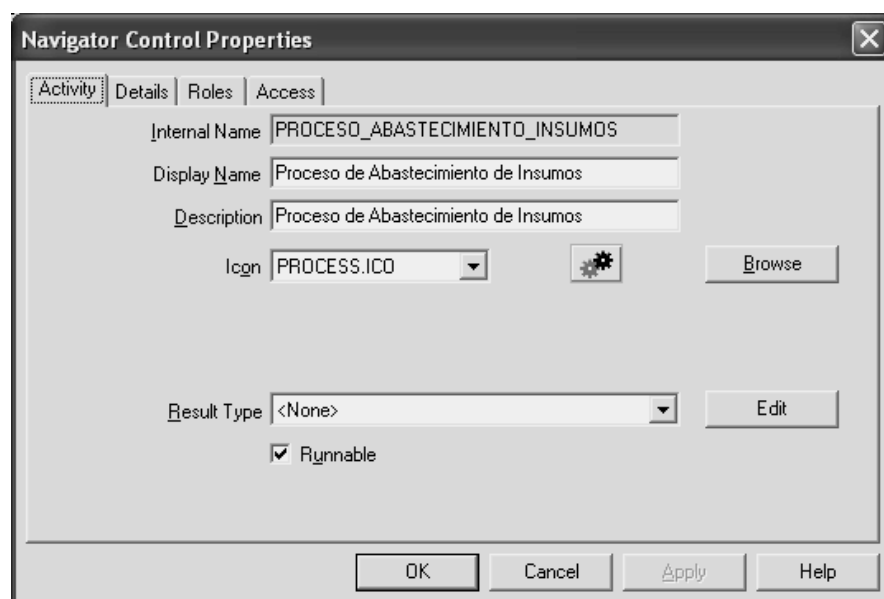 Navigator Control Properties
Activity Details Roles Access
Internal Name PROCESO_ABASTECIMIENTO_INSUMOS
Display Name Proceso de Abastecimiento de Insumos
Description Proceso de Abastecimiento de Insumos
Icon PROCESS.ICO Browse
Result Type <None> Edit
Runnable
OK Cancel Apply Help